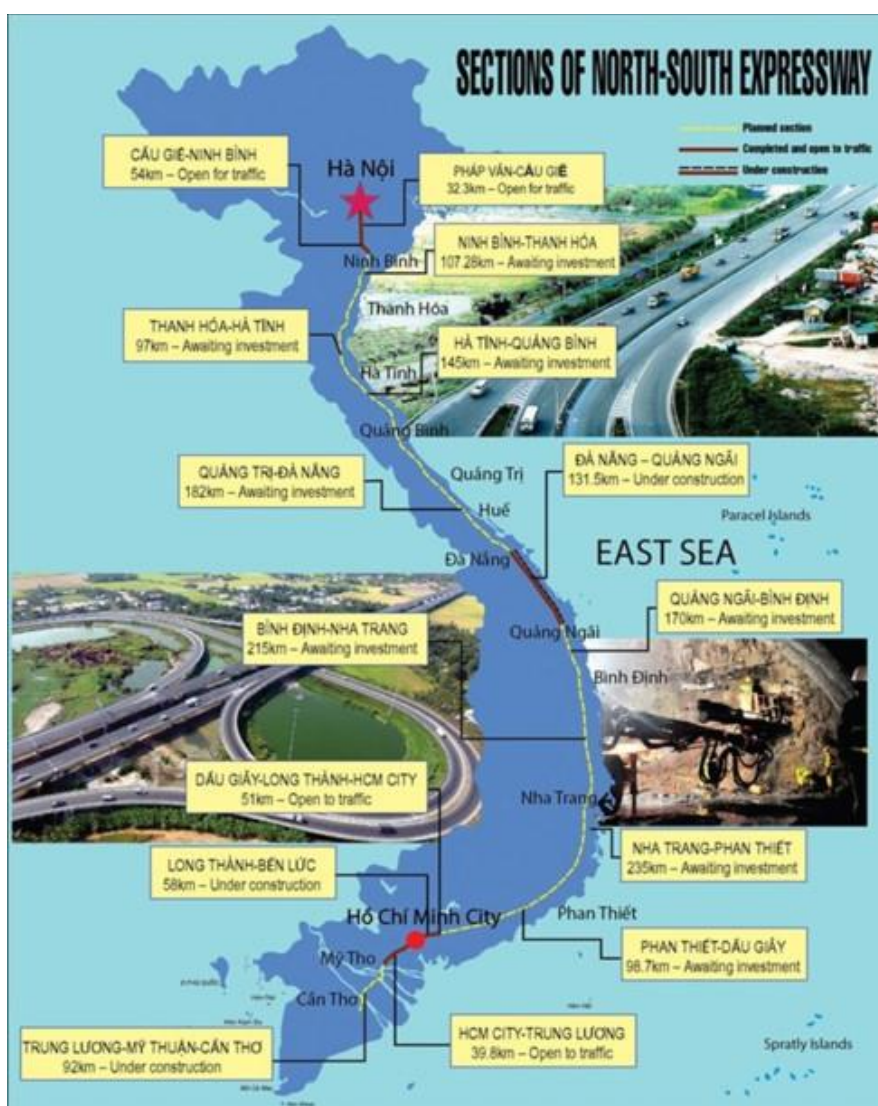 SECTIONS OF NORTH-SOUTH EXPRESSWAY
Planned section
Completed and open to traffic
Under construction
CẦU GIẼ-NINH BÌNH
54km – Open for traffic
Hà Nội
PHÁP VÂN-CẦU GIẼ
32.3km – Open for traffic
NINH BÌNH-THANH HÓA
107.28km – Awaiting investment
Ninh Bình
Thanh Hóa
THANH HÓA-HÀ TĨNH
97km – Awaiting investment
HÀ TĨNH-QUẢNG BÌNH
145km – Awaiting investment
Hà Tĩnh
Quảng Bình
QUẢNG TRỊ-ĐÀ NẴNG
182km – Awaiting investment
Quảng Trị
ĐÀ NẴNG – QUẢNG NGÃI
131.5km – Under construction
Huế
Paracel Islands
Đà Nẵng
EAST SEA
QUẢNG NGÃI-BÌNH ĐỊNH
170km – Awaiting investment
BÌNH ĐỊNH-NHA TRANG
215km – Awaiting investment
Quảng Ngãi
Bình Định
DẦU GIÂY-LONG THÀNH-HCM CITY
51km – Open to traffic
Nha Trang
NHA TRANG-PHAN THIẾT
235km – Awaiting investment
LONG THÀNH-BẾN LỨC
58km – Under construction
Hồ Chí Minh City
Phan Thiết
PHAN THIẾT-DẦU GIÂY
98.7km – Awaiting investment
Mỹ Tho
Cần Thơ
TRUNG LƯƠNG-MỸ THUẬN-CẦN THƠ
92km – Under construction
HCM CITY-TRUNG LƯƠNG
39.8km – Open to traffic
Spratly Islands